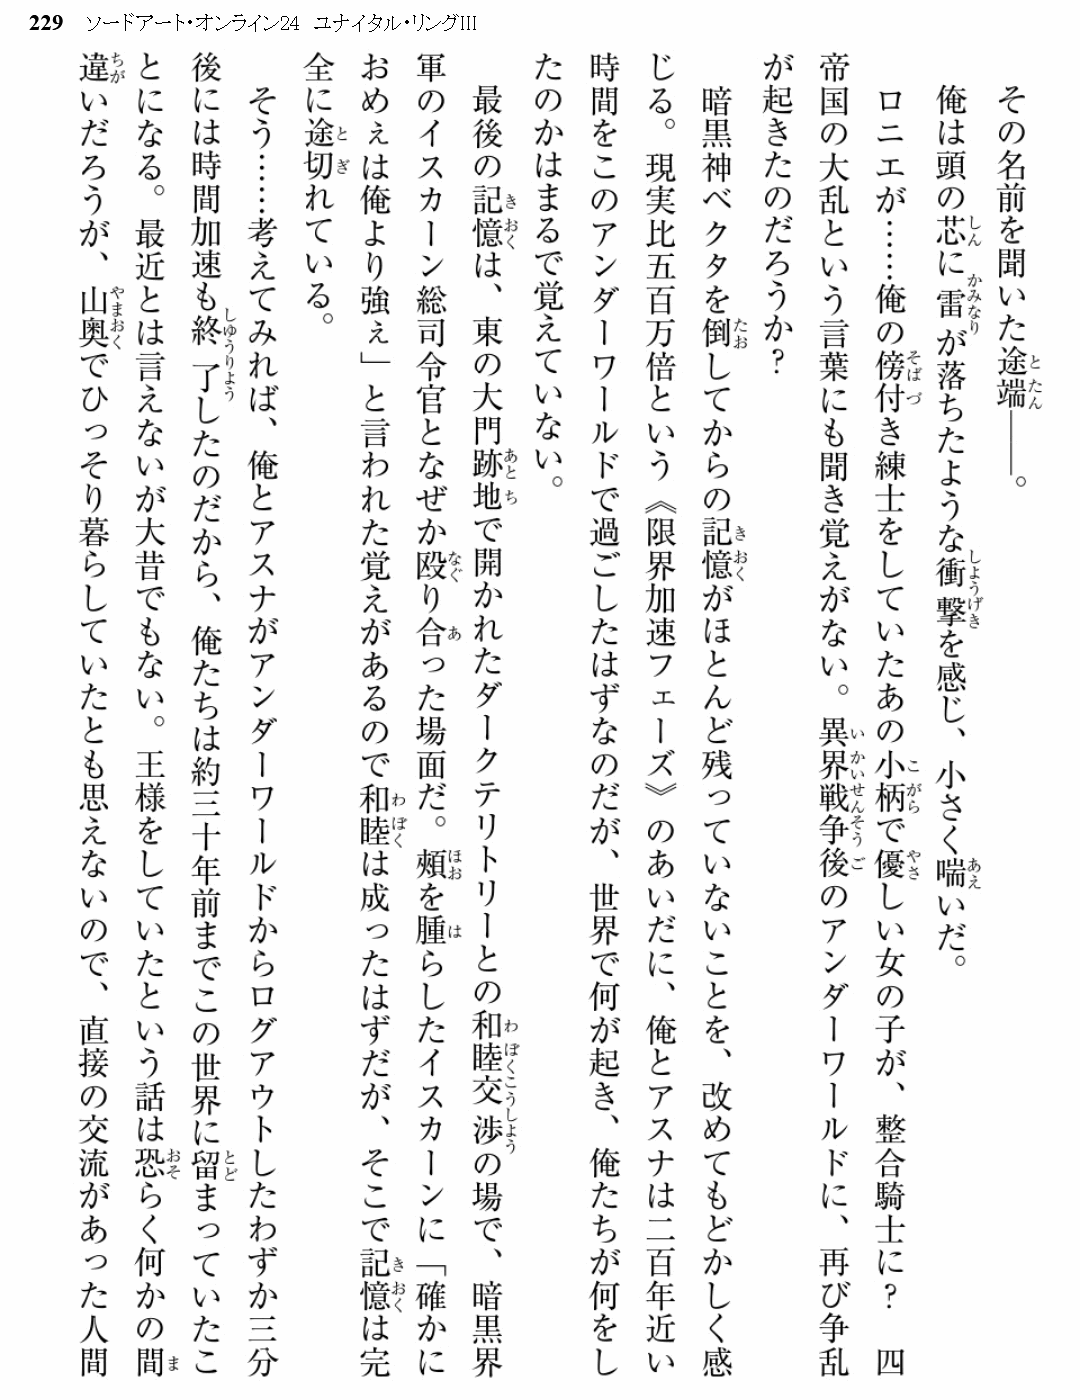 229 ソードアート・オンライン24 ユナイタル・リングIII
その名前を聞いた途端――。
俺は頭の芯に雷が落ちたような衝撃を感じ、小さく喘いだ。
ロニエが……俺の傍付き練士をしていたあの小柄で優しい女の子が、整合騎士に? 四
帝国の大乱という言葉にも聞き覚えがない。異界戦争後のアンダーワールドに、再び争乱
が起きたのだろうか?
暗黒神ベクタを倒してからの記憶がほとんど残っていないことを、改めてもどかしく感
じる。現実比五百万倍という《限界加速フェーズ》のあいだに、俺とアスナは二百年近い
時間をこのアンダーワールドで過ごしたはずなのだが、世界で何が起き、俺たちが何をし
たのかはまるで覚えていない。
最後の記憶は、東の大門跡地で開かれたダークテリトリーとの和睦交渉の場で、暗黒界
軍のイスカーン総司令官となぜか殴り合った場面だ。頰を腫らしたイスカーンに「確かに
おめぇは俺より強ぇ」と言われた覚えがあるので和睦は成ったはずだが、そこで記憶は完
全に途切れている。
そう……考えてみれば、俺とアスナがアンダーワールドからログアウトしたわずか三分
後には時間加速も終了したのだから、俺たちは約三十年前までこの世界に留まっていたこ
とになる。最近とは言えないが大昔でもない。王様をしていたという話は恐らく何かの間
違いだろうが、山奥でひっそり暮らしていたとも思えないので、直接の交流があった人間